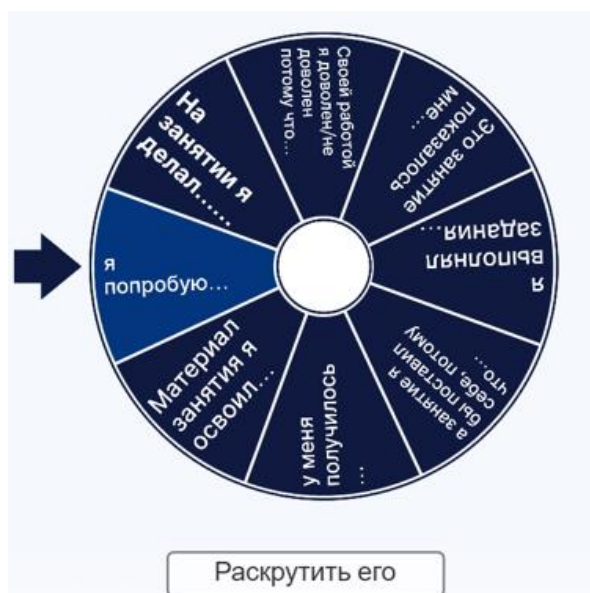 Своей работой
я доволен/не
доволен
потому что…
Это занятие
показалось
мне…
я
выполнял
задания…
а занятие я
бы поставил
себе, потому
что…
у меня
получилось
…
Материал
занятия я
освоил…
я
попробую…
На
занятии я
делал……
Раскрутить его